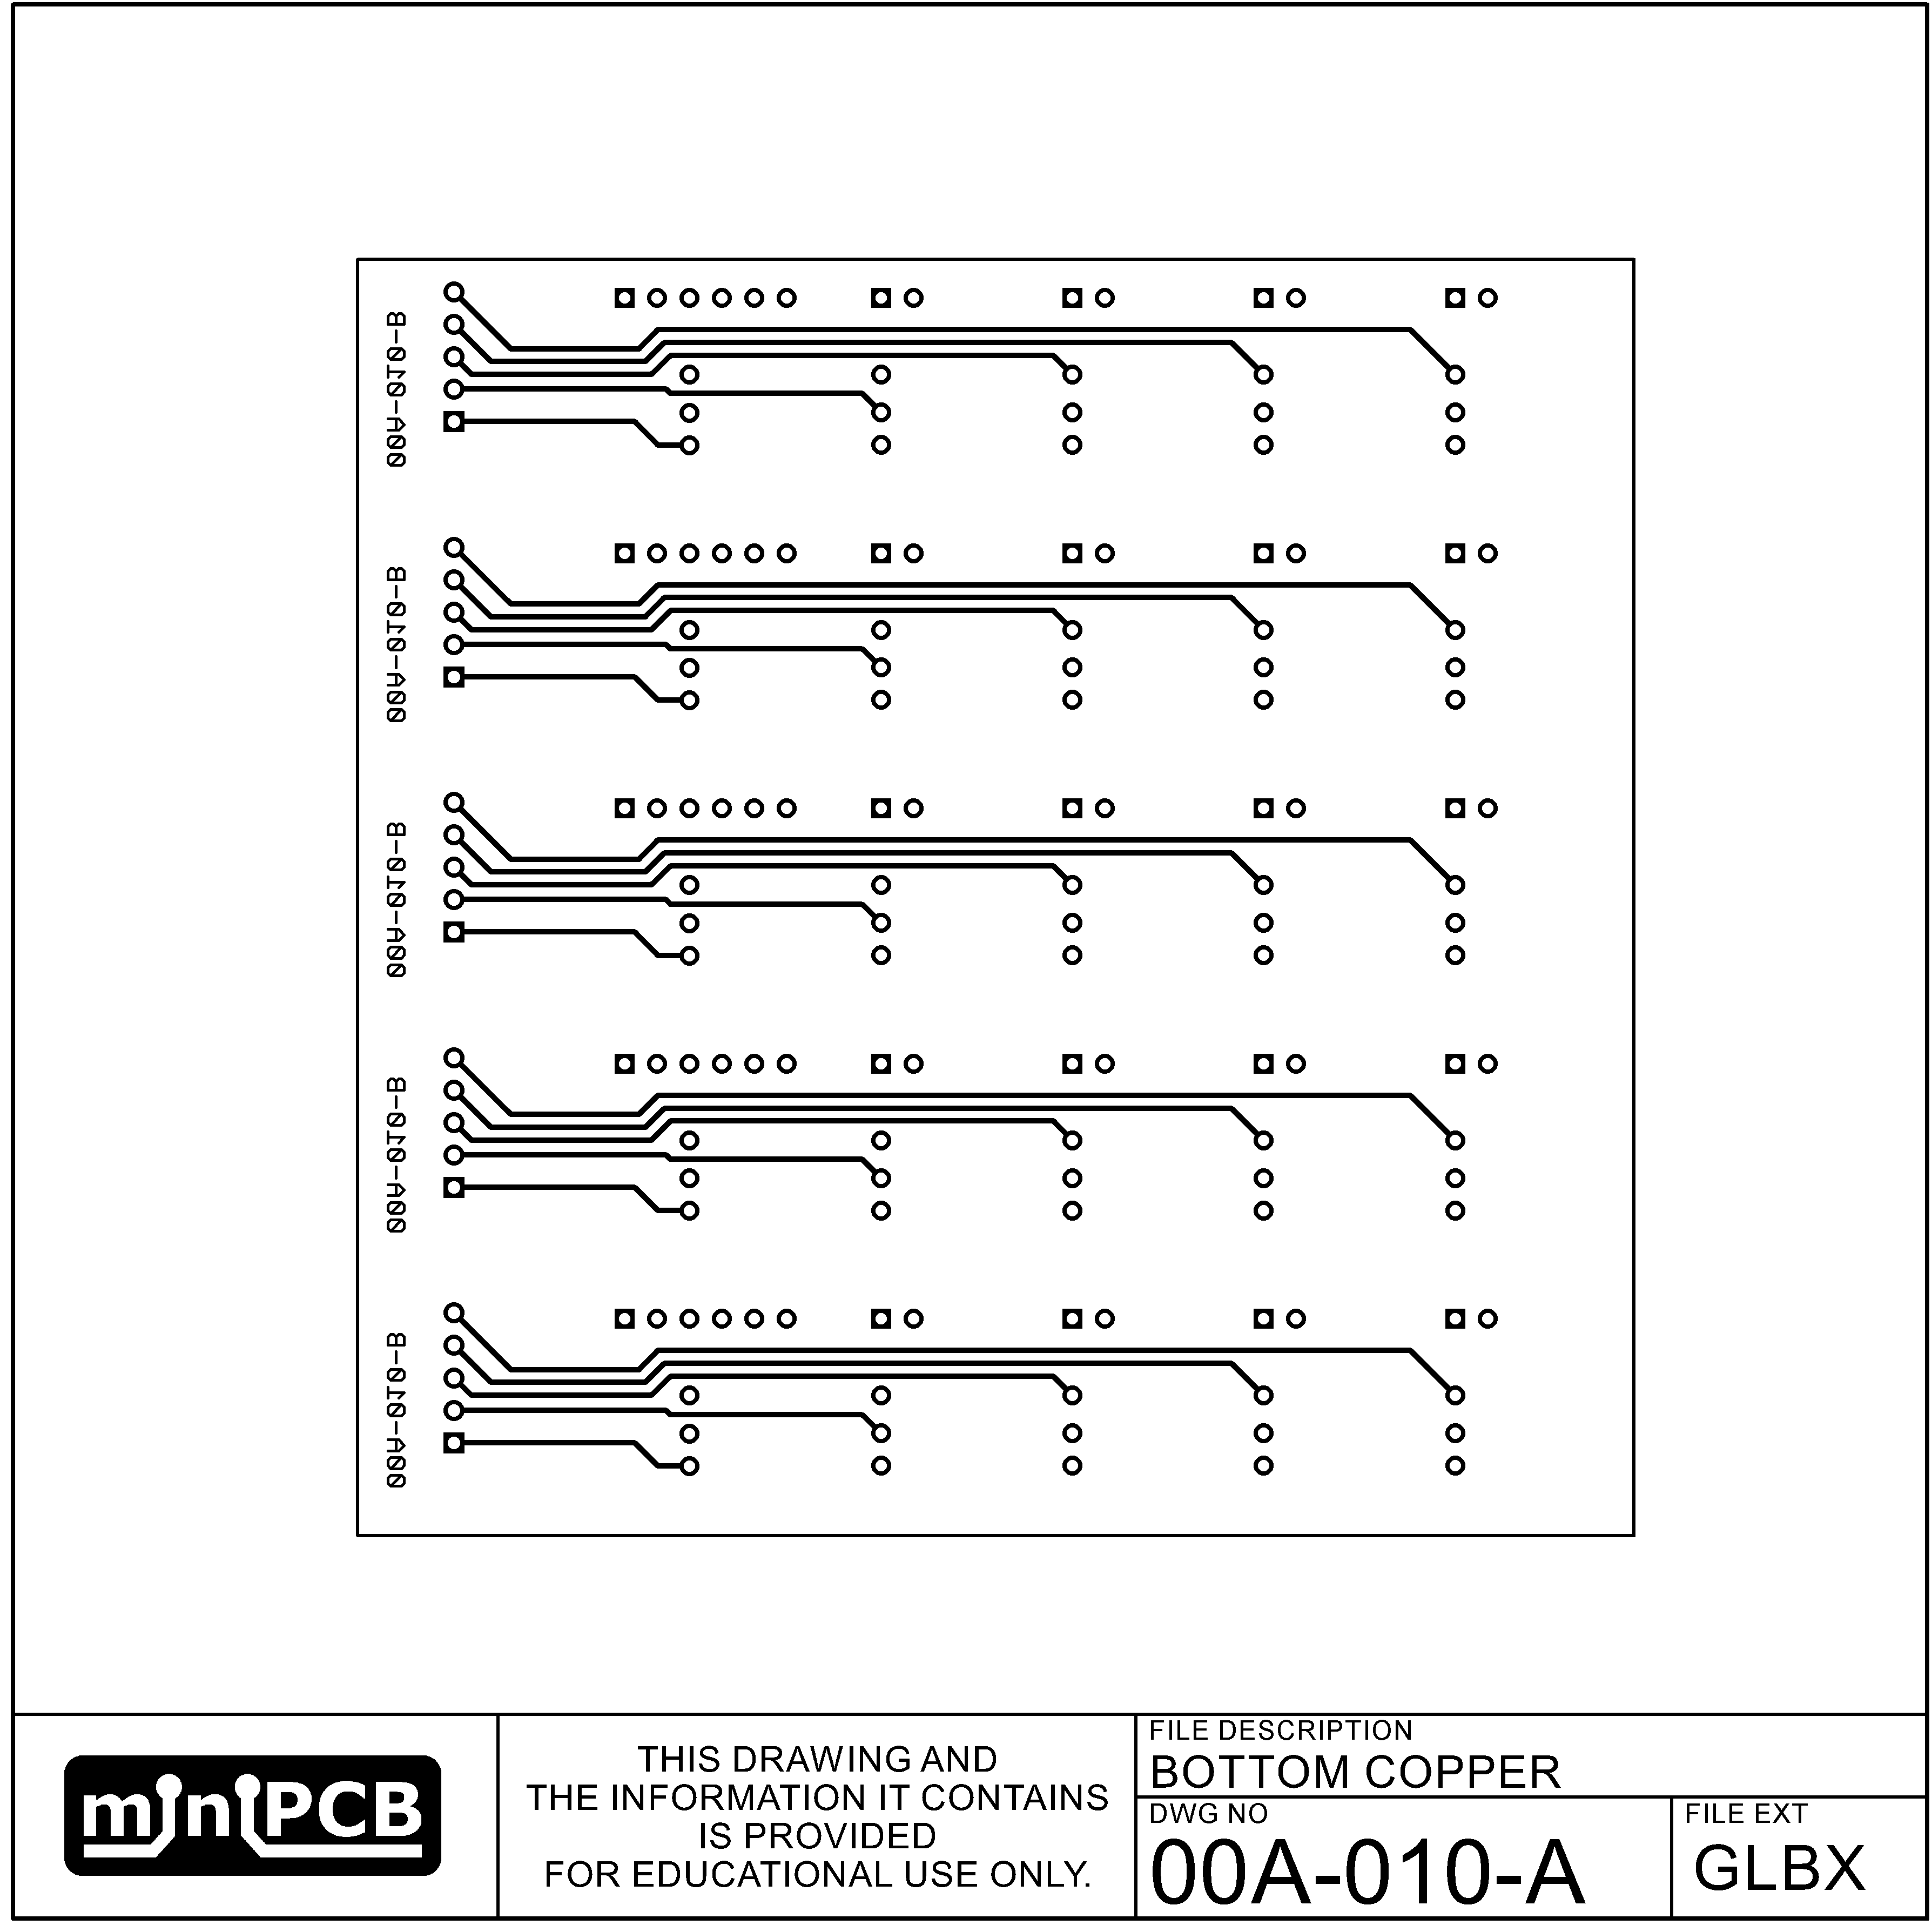 00A-010-B
00A-010-B
00A-010-B
00A-010-B
00A-010-B
miniPCB
THIS DRAWING AND
THE INFORMATION IT CONTAINS
IS PROVIDED
FOR EDUCATIONAL USE ONLY.
FILE DESCRIPTION
BOTTOM COPPER
DWG NO
00A-010-A
FILE EXT
GLBX